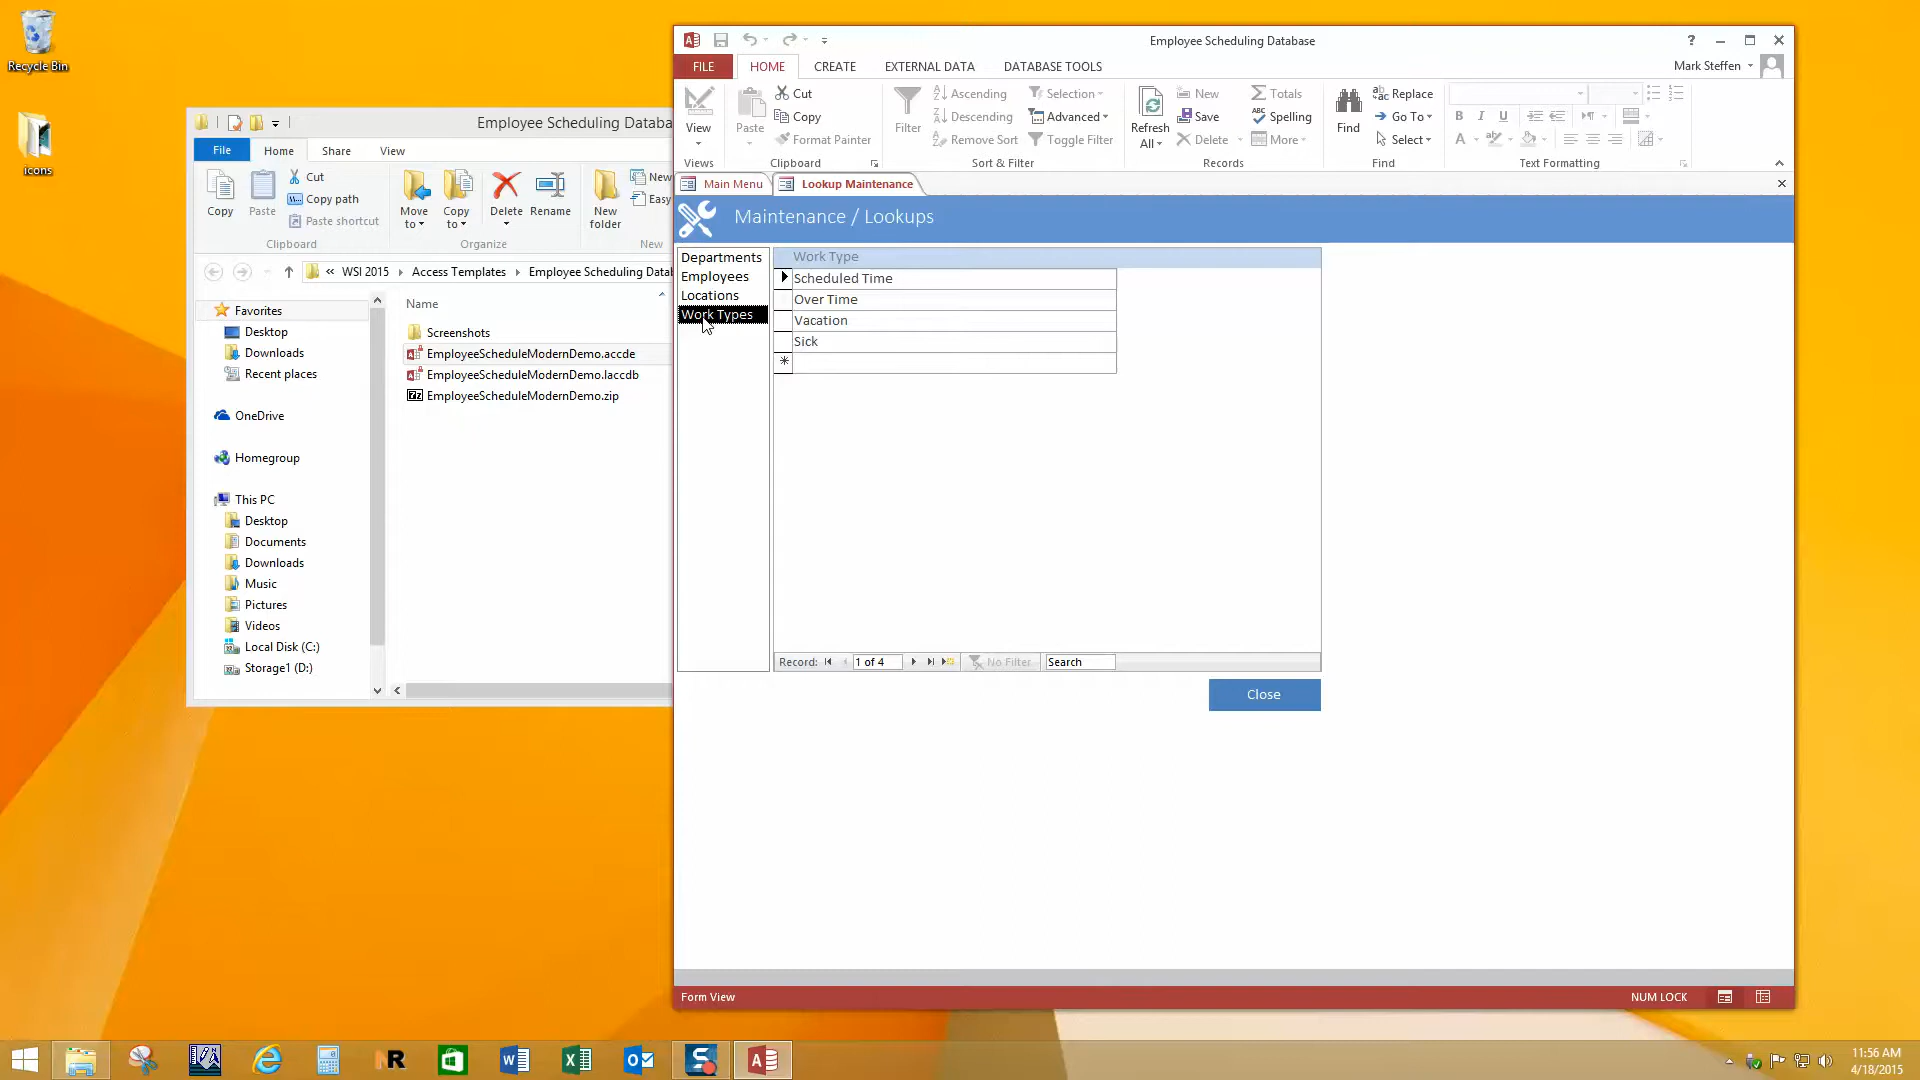 Recycle Bin
icons
Employee Scheduling Databa
File Home Share View
Copy
Paste
Cut
Copy path
Paste shortcut
Clipboard
Move to
Copy to
Delete
Rename
Organize
New folder
New
Easy
New
WSI 2015 Access Templates Employee Scheduling Datab
Favorites
Desktop
Downloads
Recent places
OneDrive
Homegroup
This PC
Desktop
Documents
Downloads
Music
Pictures
Videos
Local Disk (C:)
Storage1 (D:)
Name
Screenshots
EmployeeScheduleModernDemo.accde
EmployeeScheduleModernDemo.laccdb
EmployeeScheduleModernDemo.zip
Employee Scheduling Database
?
FILE HOME CREATE EXTERNAL DATA DATABASE TOOLS
Mark Steffen
View
Views
Paste
Cut
Copy
Format Painter
Clipboard
Filter
Ascending
Descending
Remove Sort
Selection
Advanced
Toggle Filter
Sort & Filter
Refresh All
New
Save
Delete
Totals
Spelling
More
Records
Find
Replace
Go To
Select
Find
B I U
A
Text Formatting
Main Menu Lookup Maintenance
Maintenance / Lookups
Departments
Employees
Locations
Work Types
Work Type
Scheduled Time
Over Time
Vacation
Sick
Record: 1 of 4 No Filter Search
Close
Form View
NUM LOCK
11:56 AM
4/18/2015